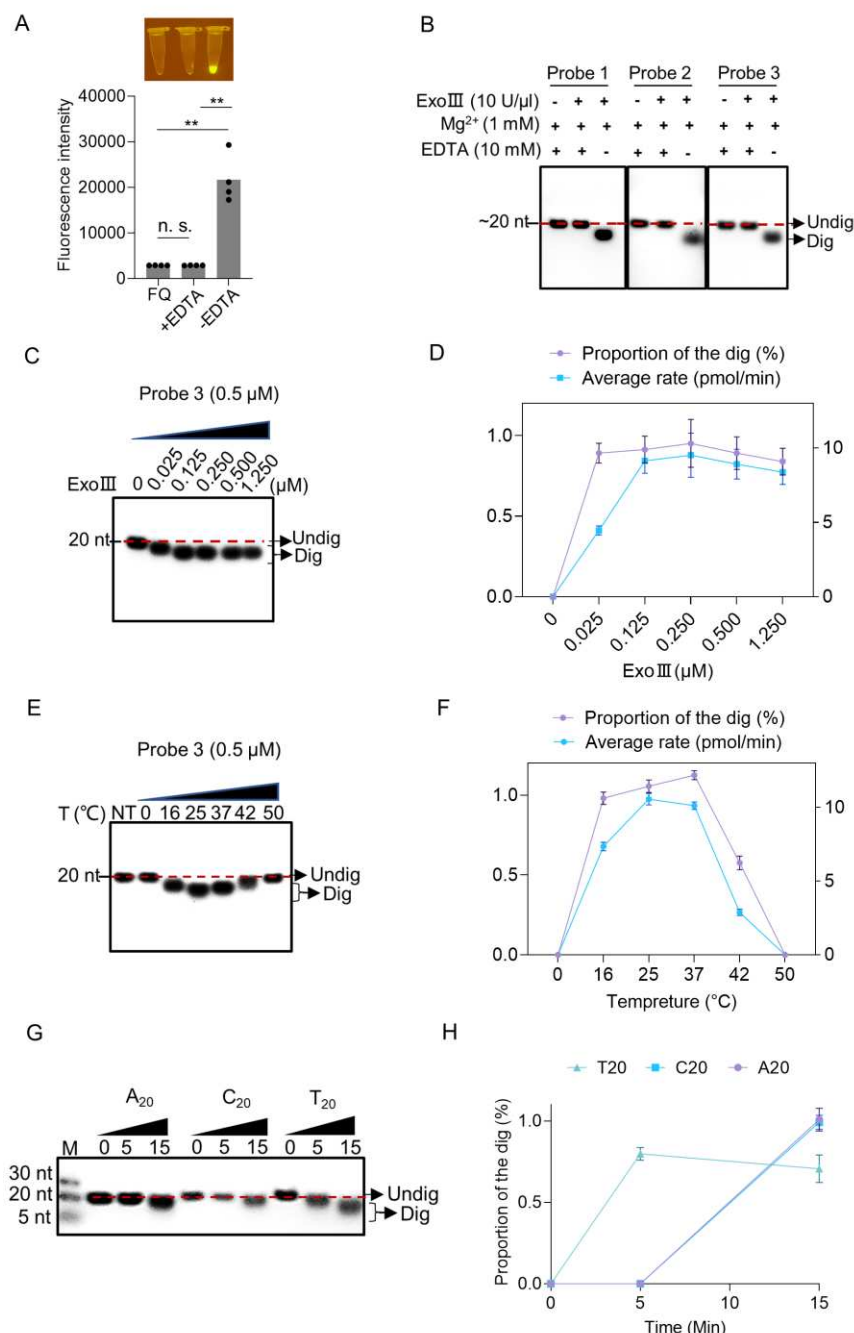 A
**
**
n. s.
40000
30000
20000
10000
0
Fluorescence intensity
FQ
+EDTA
-EDTA
B
Probe 1 Probe 2 Probe 3
ExoⅢ (10 U/μl) - + + - + + - + +
Mg2+ (1 mM) + + + + + + + + +
EDTA (10 mM) + + - + + - + + -
~20 nt
Undig
Dig
C
Probe 3 (0.5 μM)
ExoⅢ 0 0.025 0.125 0.250 0.500 1.250 (μM)
20 nt
Undig
Dig
D
Proportion of the dig (%)
Average rate (pmol/min)
1.0
0.5
0.0
10
5
0
0 0.025 0.125 0.250 0.500 1.250
ExoⅢ (μM)
E
Probe 3 (0.5 μM)
T (℃) NT 0 16 25 37 42 50
20 nt
Undig
Dig
F
Proportion of the dig (%)
Average rate (pmol/min)
1.0
0.5
0.0
10
5
0
0 16 25 37 42 50
Tempreture (°C)
G
A20 C20 T20
M 0 5 15 0 5 15 0 5 15
30 nt
20 nt
5 nt
Undig
Dig
H
T20 C20 A20
Proportion of the dig (%)
1.0
0.5
0.0
0 5 10 15
Time (Min)